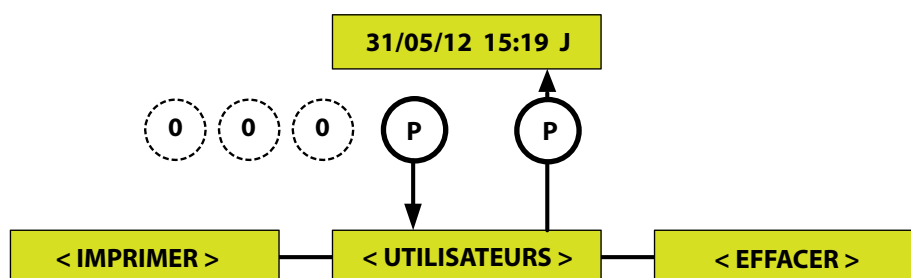 31/05/12 15:19 J
0 0 0 P P
< IMPRIMER > < UTILISATEURS > < EFFACER >